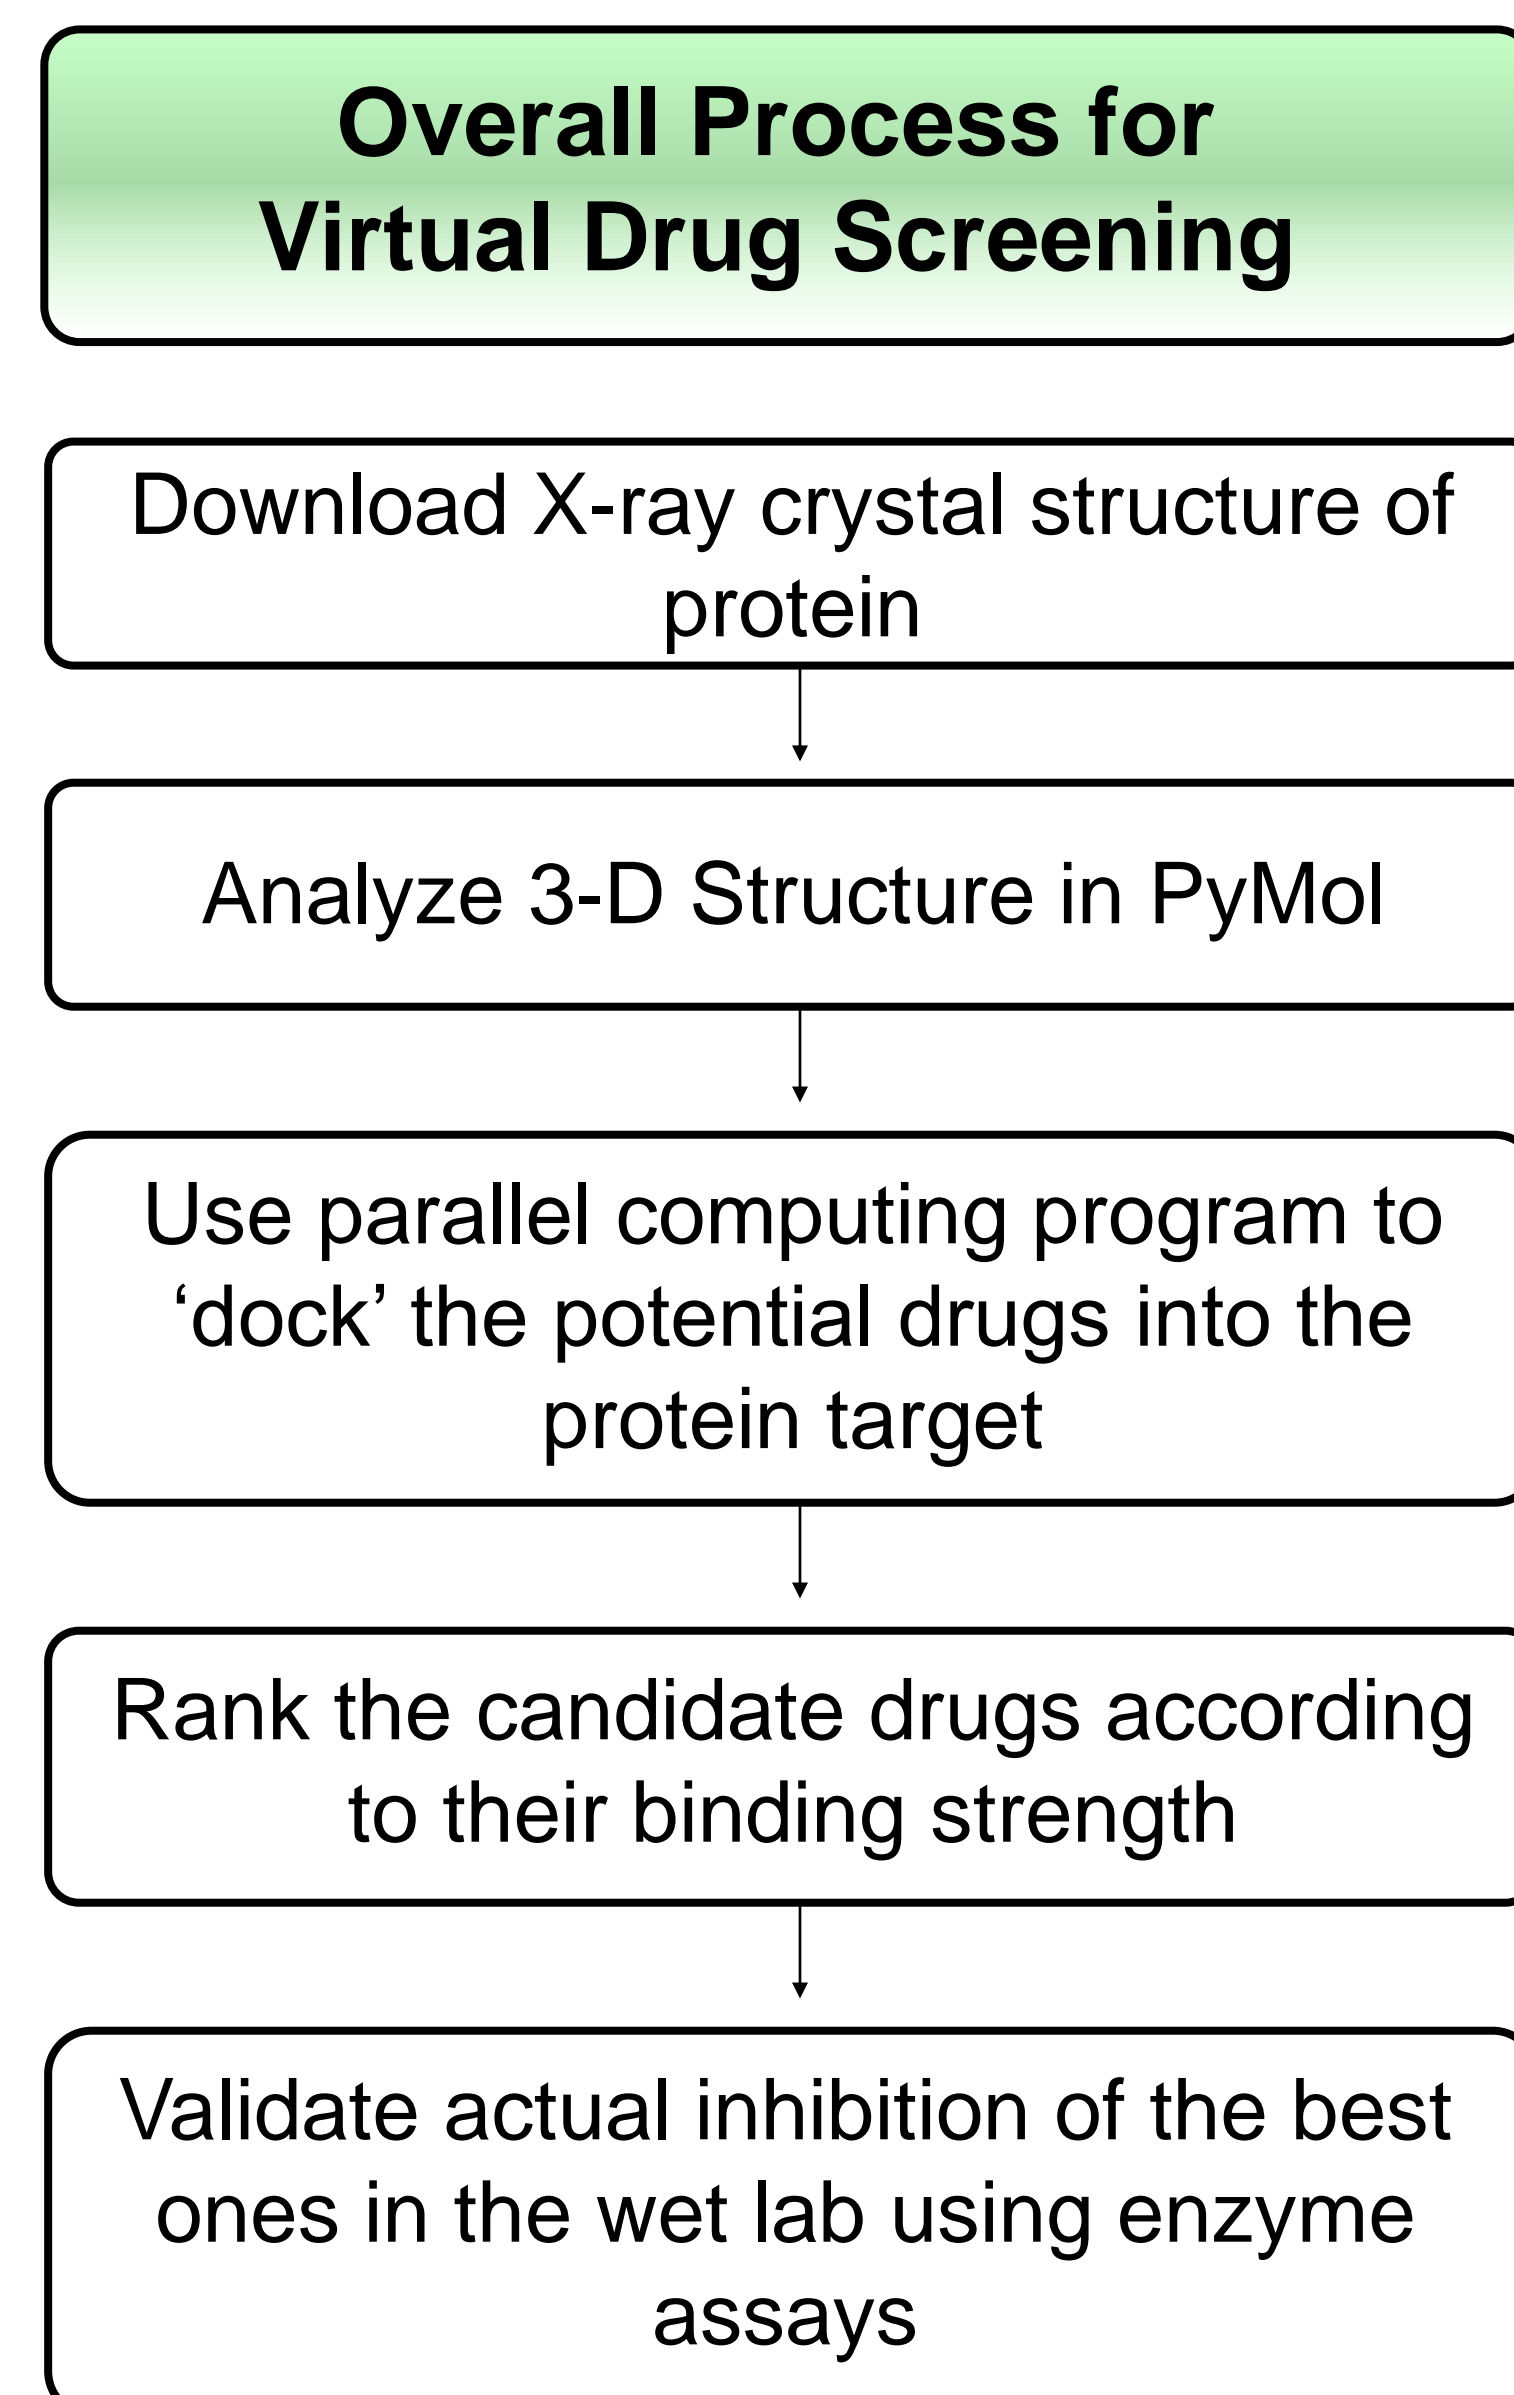 Overall Process for
Virtual Drug Screening
Download X-ray crystal structure of
protein
Analyze 3-D Structure in PyMol
Use parallel computing program to
‘dock’ the potential drugs into the
protein target
Rank the candidate drugs according
to their binding strength
Validate actual inhibition of the best
ones in the wet lab using enzyme
assays